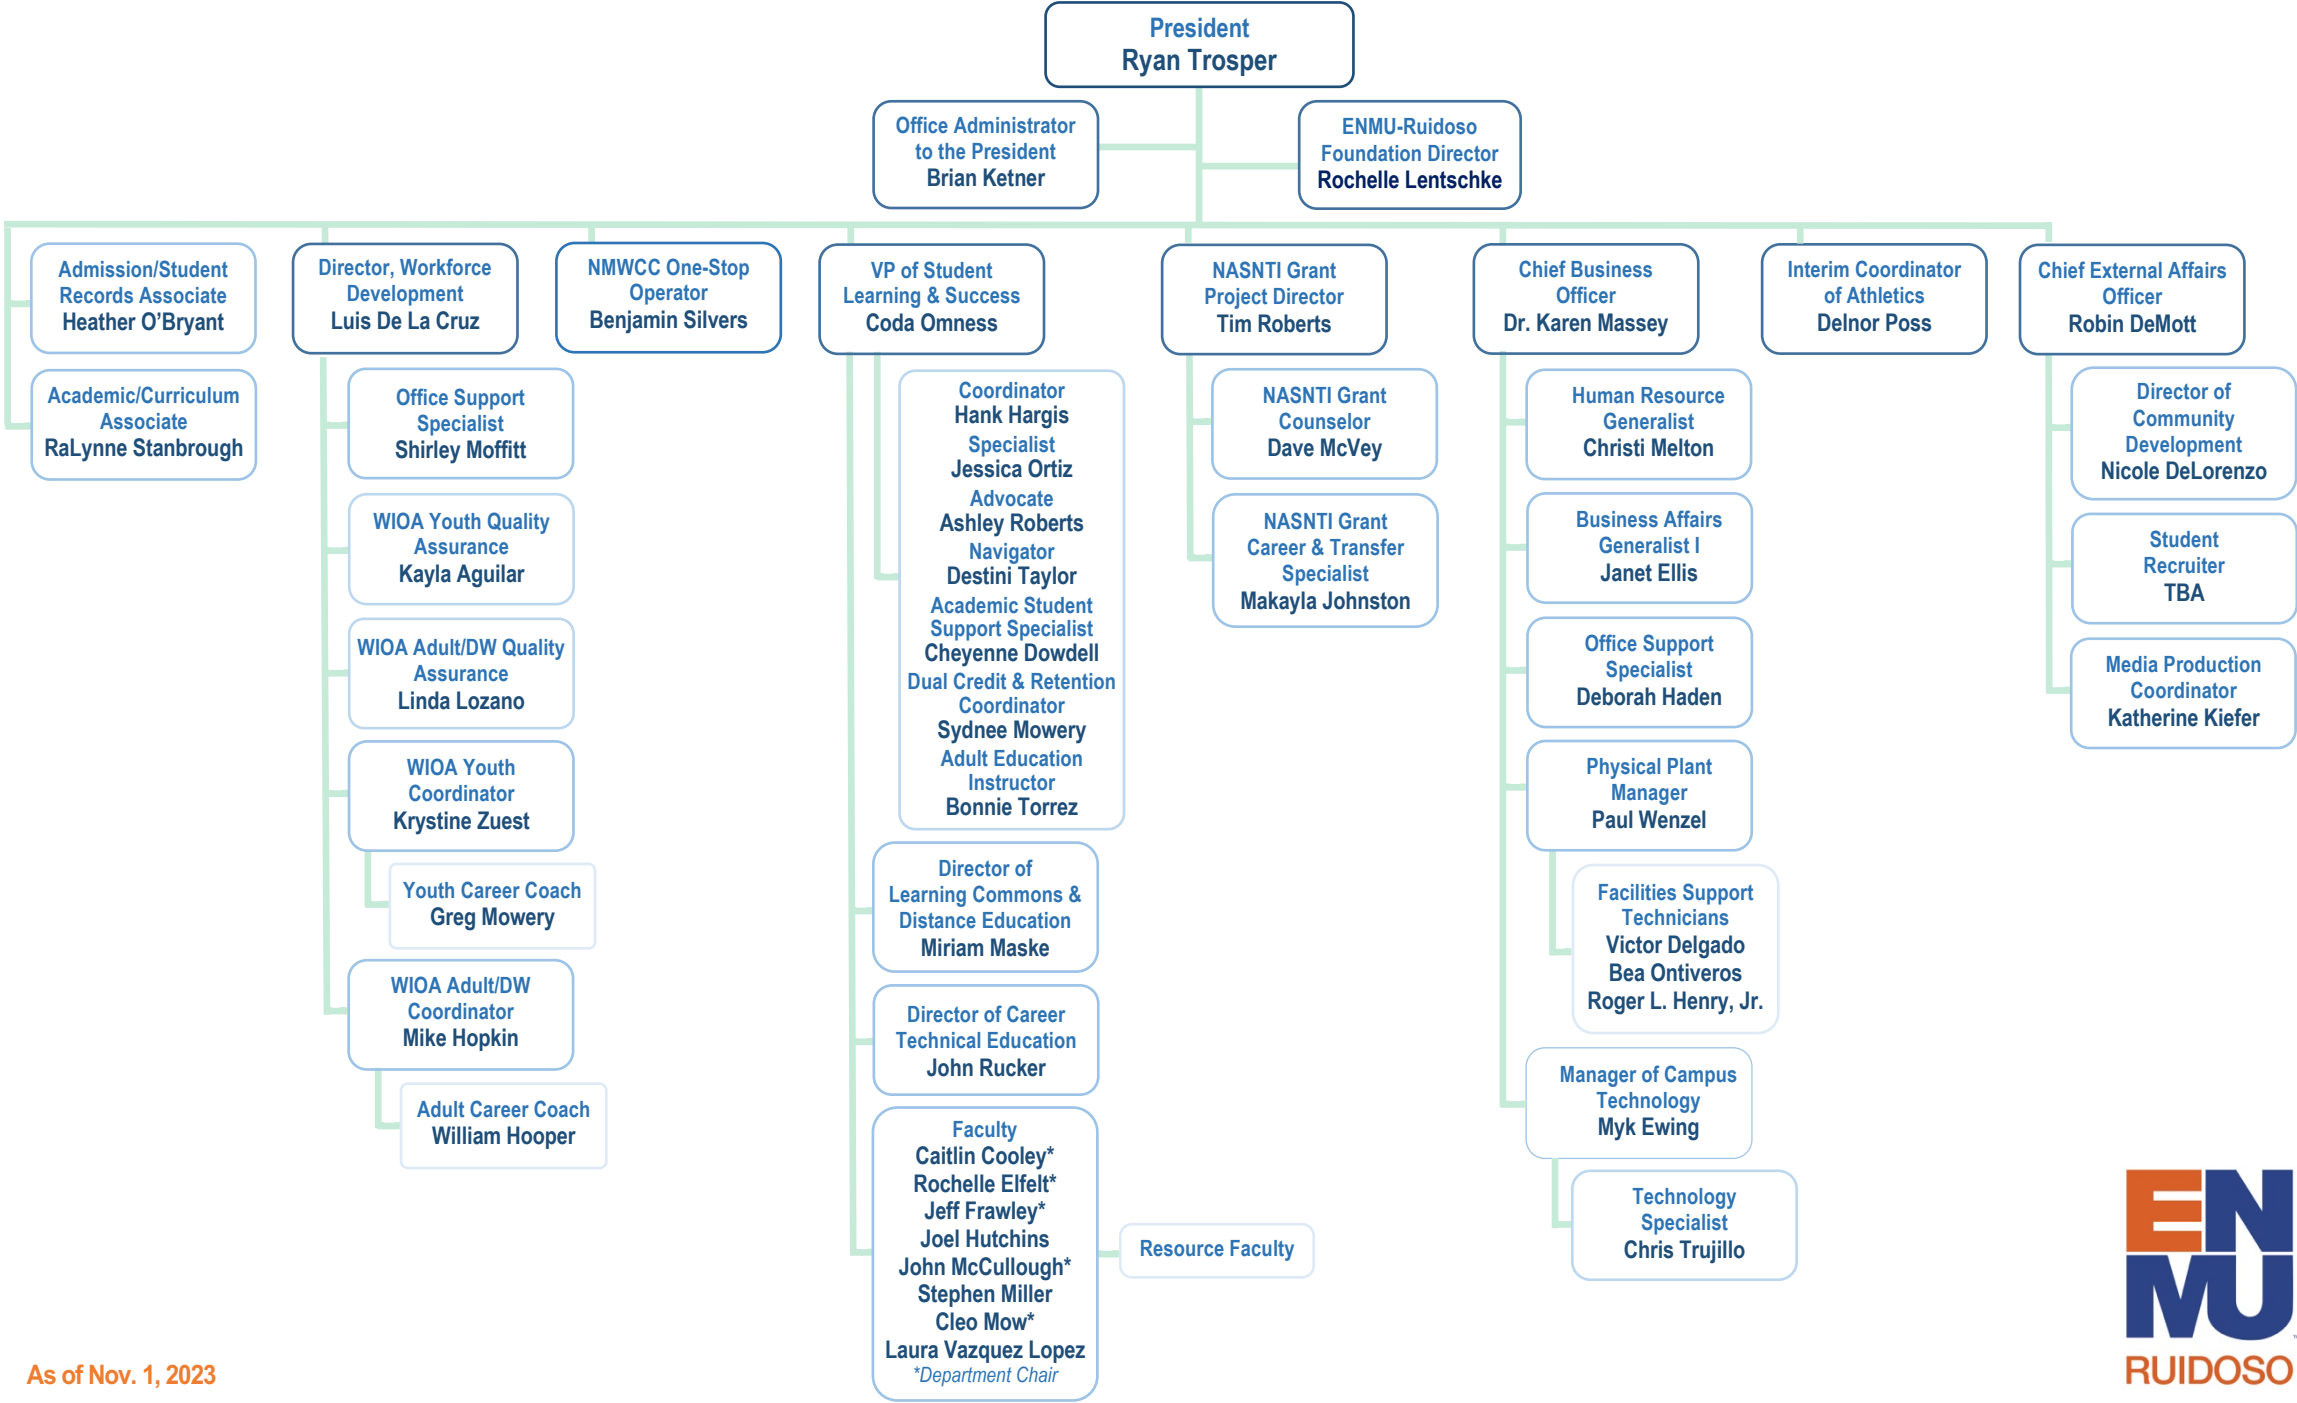 President
Ryan Trosper
Office Administrator
to the President
Brian Ketner
ENMU-Ruidoso
Foundation Director
Rochelle Lentschke
Admission/Student
Records Associate
Heather O’Bryant
Academic/Curriculum
Associate
RaLynne Stanbrough
Director, Workforce
Development
Luis De La Cruz
Office Support
Specialist
Shirley Moffitt
WIOA Youth Quality
Assurance
Kayla Aguilar
WIOA Adult/DW Quality
Assurance
Linda Lozano
WIOA Youth
Coordinator
Krystine Zuest
Youth Career Coach
Greg Mowery
WIOA Adult/DW
Coordinator
Mike Hopkin
Adult Career Coach
William Hooper
NMWCC One-Stop
Operator
Benjamin Silvers
VP of Student
Learning & Success
Coda Omness
Coordinator
Hank Hargis
Specialist
Jessica Ortiz
Advocate
Ashley Roberts
Navigator
Destini Taylor
Academic Student
Support Specialist
Cheyenne Dowdell
Dual Credit & Retention
Coordinator
Sydnee Mowery
Adult Education
Instructor
Bonnie Torrez
Director of
Learning Commons &
Distance Education
Miriam Maske
Director of Career
Technical Education
John Rucker
Faculty
Caitlin Cooley*
Rochelle Elfelt*
Jeff Frawley*
Joel Hutchins
John McCullough*
Stephen Miller
Cleo Mow*
Laura Vazquez Lopez
*Department Chair
Resource Faculty
NASNTI Grant
Project Director
Tim Roberts
NASNTI Grant
Counselor
Dave McVey
NASNTI Grant
Career & Transfer
Specialist
Makayla Johnston
Chief Business
Officer
Dr. Karen Massey
Human Resource
Generalist
Christi Melton
Business Affairs
Generalist I
Janet Ellis
Office Support
Specialist
Deborah Haden
Physical Plant
Manager
Paul Wenzel
Facilities Support
Technicians
Victor Delgado
Bea Ontiveros
Roger L. Henry, Jr.
Manager of Campus
Technology
Myk Ewing
Technology
Specialist
Chris Trujillo
Interim Coordinator
of Athletics
Delnor Poss
Chief External Affairs
Officer
Robin DeMott
Director of
Community
Development
Nicole DeLorenzo
Student
Recruiter
TBA
Media Production
Coordinator
Katherine Kiefer
As of Nov. 1, 2023
EN
MU
RUIDOSO